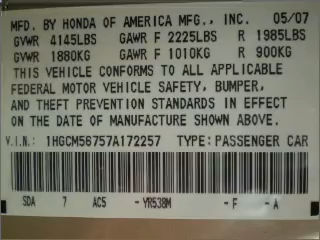 MFD. BY HONDA OF AMERICA MFG., INC. 05/07
GVWR 4145LBS GAWR F 2225LBS R 1985LBS
GVWR 1880KG GAWR F 1010KG R 900KG
THIS VEHICLE CONFORMS TO ALL APPLICABLE
FEDERAL MOTOR VEHICLE SAFETY, BUMPER,
AND THEFT PREVENTION STANDARDS IN EFFECT
ON THE DATE OF MANUFACTURE SHOWN ABOVE.
V.I.N.: 1HGCM56757A172257 TYPE: PASSENGER CAR
SDA 7 AC5 - YR538M - F - A